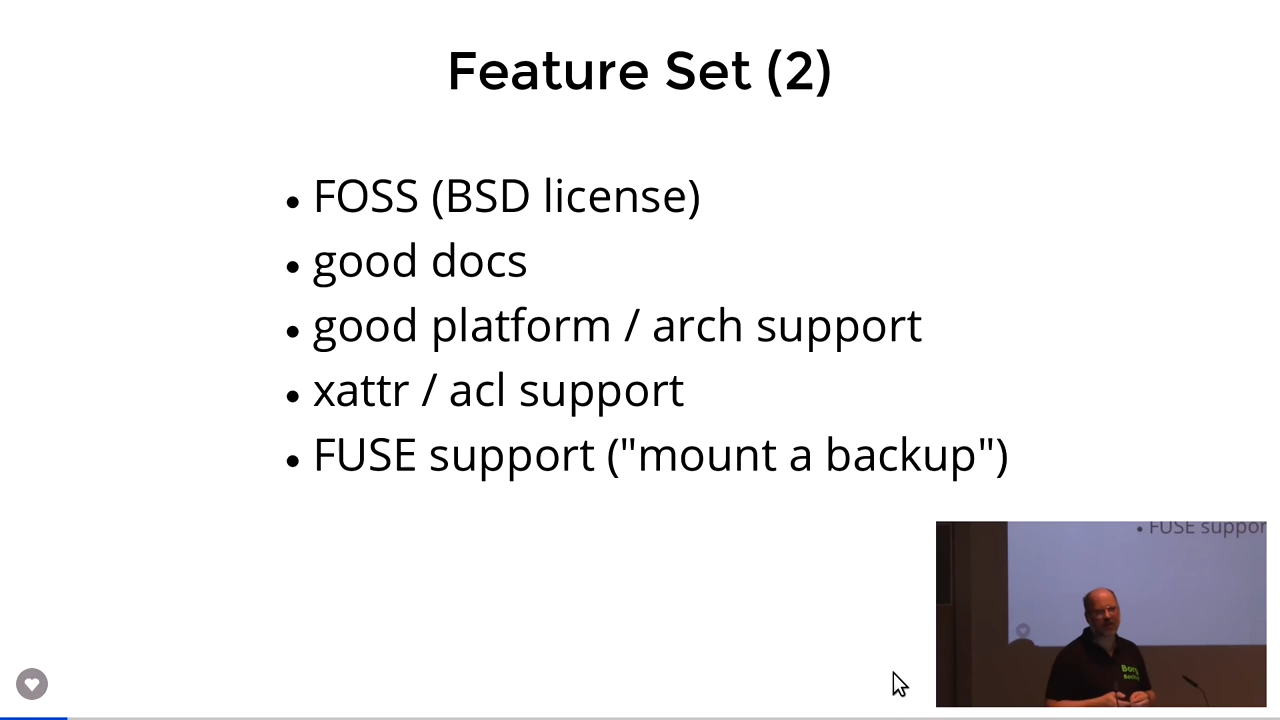 Feature Set (2)
• FOSS (BSD license)
• good docs
• good platform / arch support
• xattr / acl support
• FUSE support ("mount a backup")
• FUSE suppor
Borg